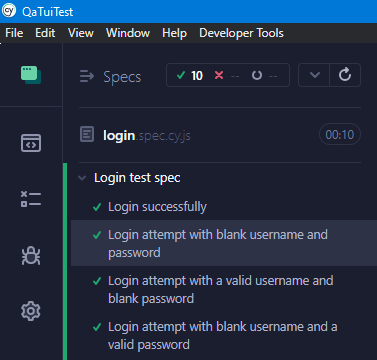 cy QaTuiTest
File Edit View Window Help Developer Tools
Specs ✓ 10 ✕ -- --
login.spec.cy.js 00:10
Login test spec
Login successfully
Login attempt with blank username and
password
Login attempt with a valid username and
blank password
Login attempt with blank username and a
valid password